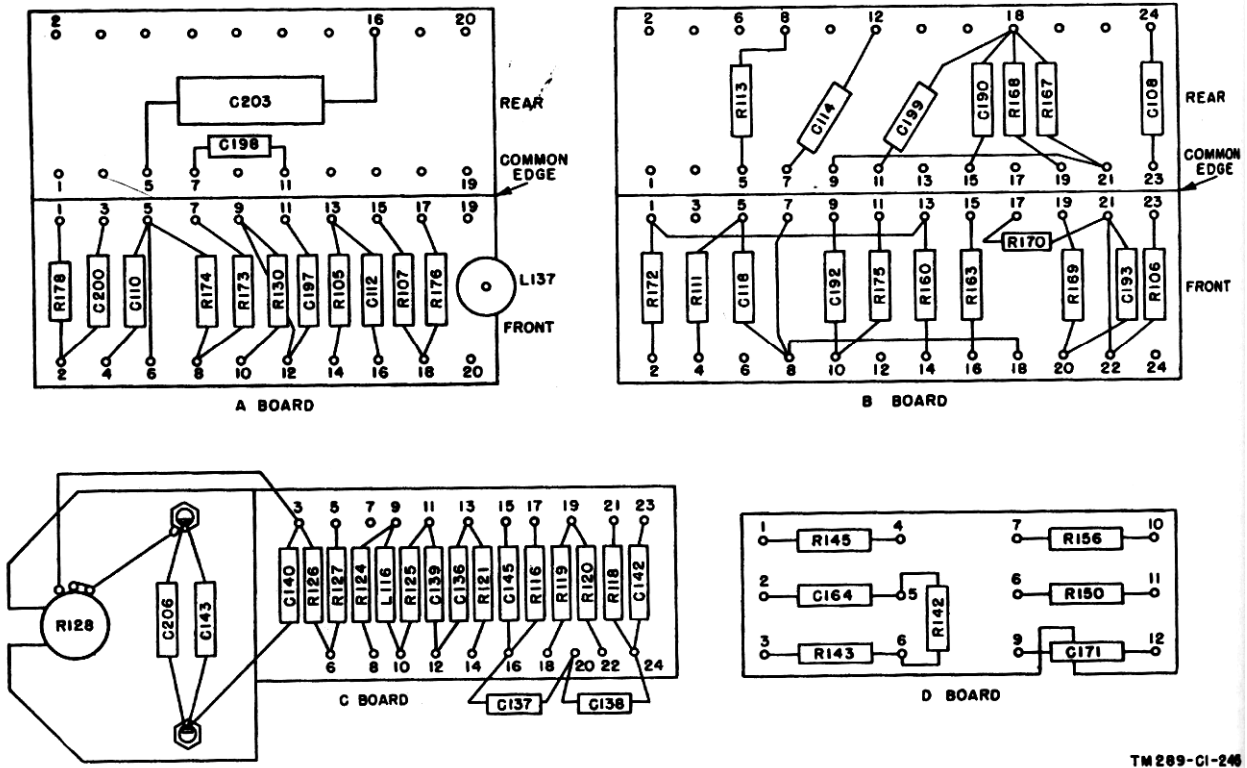 2 16 20
C203
REAR
C198
COMMON
EDGE
1 5 7 11 19
1 3 5 7 9 11 13 15 17 19
R178 C200 C110 R174 R173 R130 C197 R105 C112 R107 R176
L137
FRONT
2 4 6 8 10 12 14 16 18 20
A BOARD
2 6 8 12 18 24
R113 C114 C199 C190 R168 R167 C108
REAR
COMMON
EDGE
1 5 7 9 11 13 15 17 19 21 23
1 3 5 7 9 11 13 15 17 19 21 23
R170
R172 R111 C118 C192 R175 R160 R163 R169 C193 R106
FRONT
2 4 6 8 10 12 14 16 18 20 22 24
B BOARD
3 5 7 9 11 13 15 17 19 21 23
R128
C206 C143
C140 R126 R127 R124 L116 R125 C139 C136 R121 C145 R116 R119 R120 R118 C142
6 8 10 12 14 16 18 20 22 24
C137 C138
C BOARD
1 R145 4
2 C164 5
R142
3 R143 6
7 R156 10
6 R150 11
9 C171 12
D BOARD
TM289-C1-246